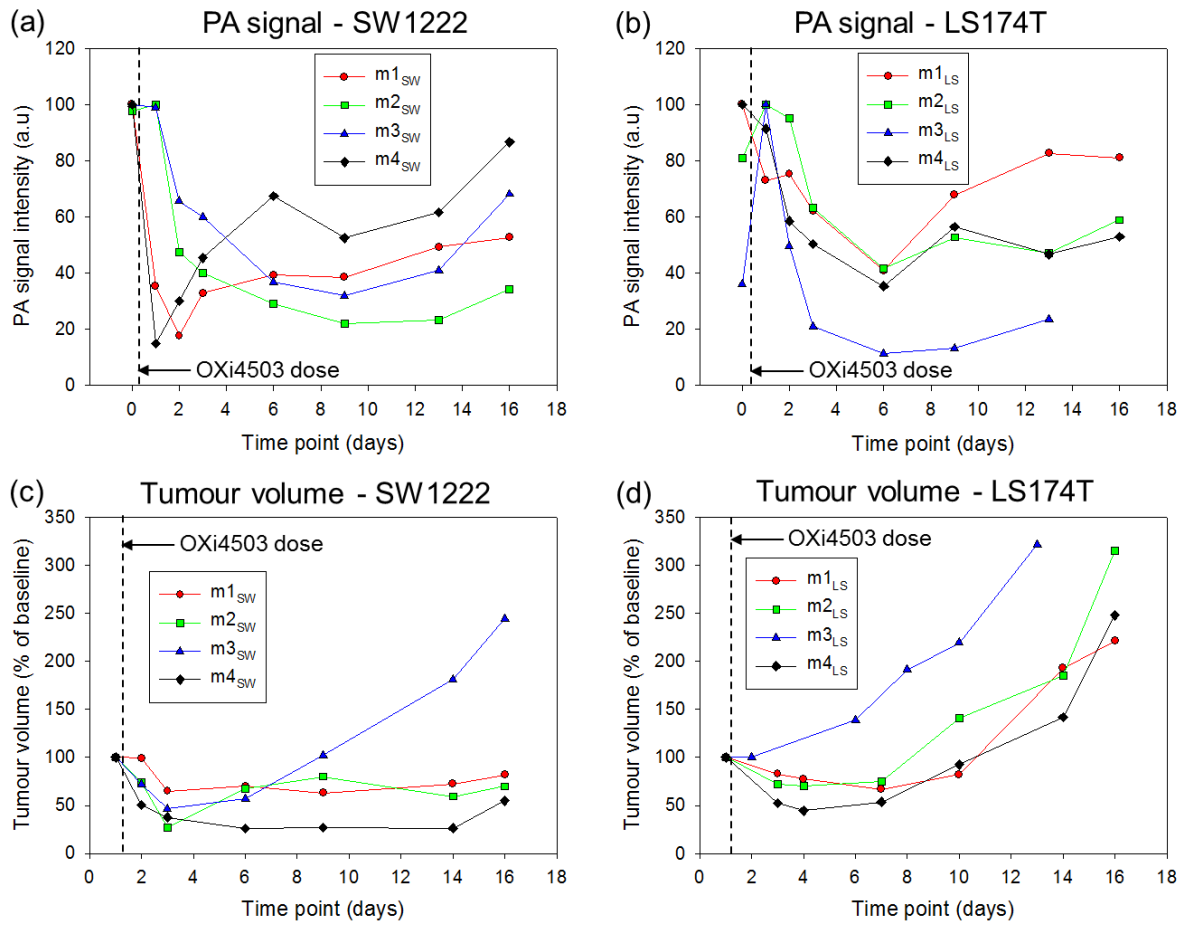 (a) PA signal - SW1222
PA signal intensity (a.u)
120
100
80
60
40
20
0
m1SW
m2SW
m3SW
m4SW
OXi4503 dose
0 2 4 6 8 10 12 14 16 18
Time point (days)
(b) PA signal - LS174T
PA signal intensity (a.u)
120
100
80
60
40
20
0
m1LS
m2LS
m3LS
m4LS
OXi4503 dose
0 2 4 6 8 10 12 14 16 18
Time point (days)
(c) Tumour volume - SW1222
Tumour volume (% of baseline)
350
300
250
200
150
100
50
0
OXi4503 dose
m1SW
m2SW
m3SW
m4SW
0 2 4 6 8 10 12 14 16 18
Time point (days)
(d) Tumour volume - LS174T
Tumour volume (% of baseline)
350
300
250
200
150
100
50
0
OXi4503 dose
m1LS
m2LS
m3LS
m4LS
0 2 4 6 8 10 12 14 16 18
Time point (days)